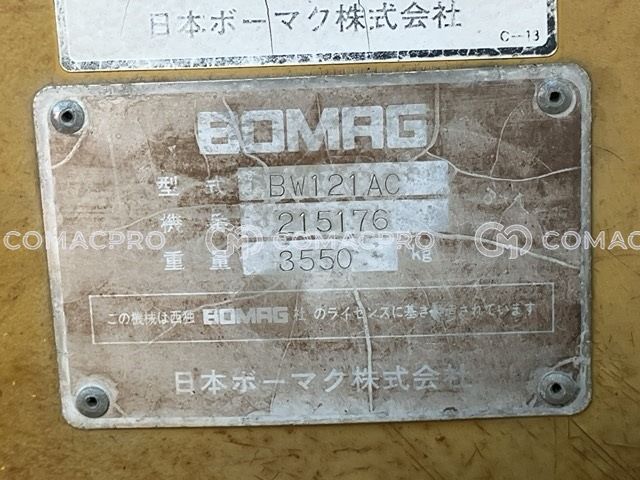 日本ボーマク株式会社
C-13
BOMAG
型式 BW121AC
機番 215176
重量 3550 kg
COMACPRO COMACPRO COMACPRO
この機械は西独 BOMAG 社 のライセンスに基き製造されています
日本ボーマク株式会社